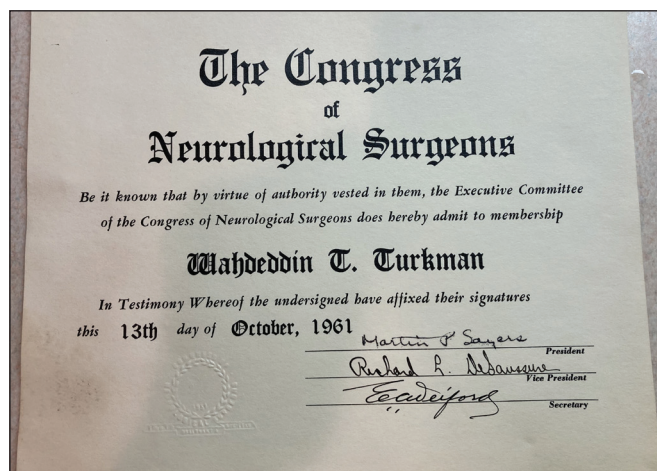 The Congress
of
Neurological Surgeons
Be it known that by virtue of authority vested in them, the Executive Committee
of the Congress of Neurological Surgeons does hereby admit to membership
Wahdeddin T. Turkman
In Testimony Whereof the undersigned have affixed their signatures
this 13th day of October, 1961
Martin P Sayers
President
Richard L. DeSaussure
Vice President
Secretary